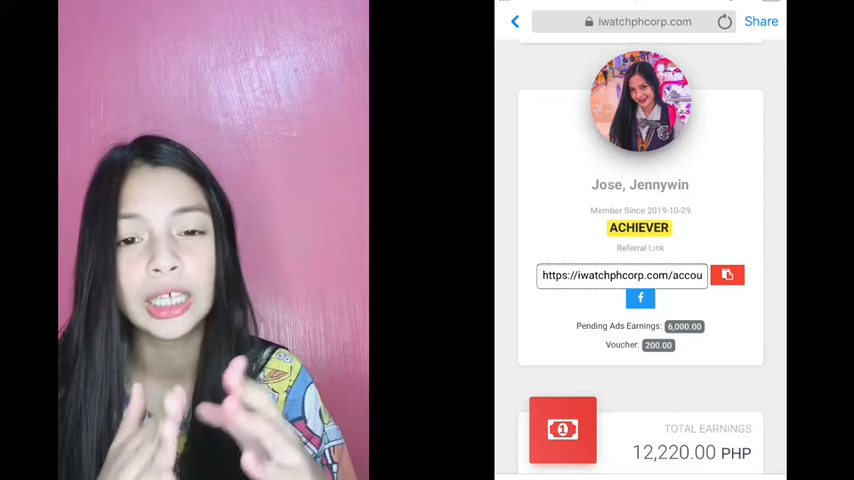 iwatchphcorp.com
Share
Jose, Jennywin
Member Since 2019-10-29
ACHIEVER
Referral Link
https://iwatchphcorp.com/accou
Pending Ads Earnings: 6,000.00
Voucher: 200.00
TOTAL EARNINGS
12,220.00 PHP